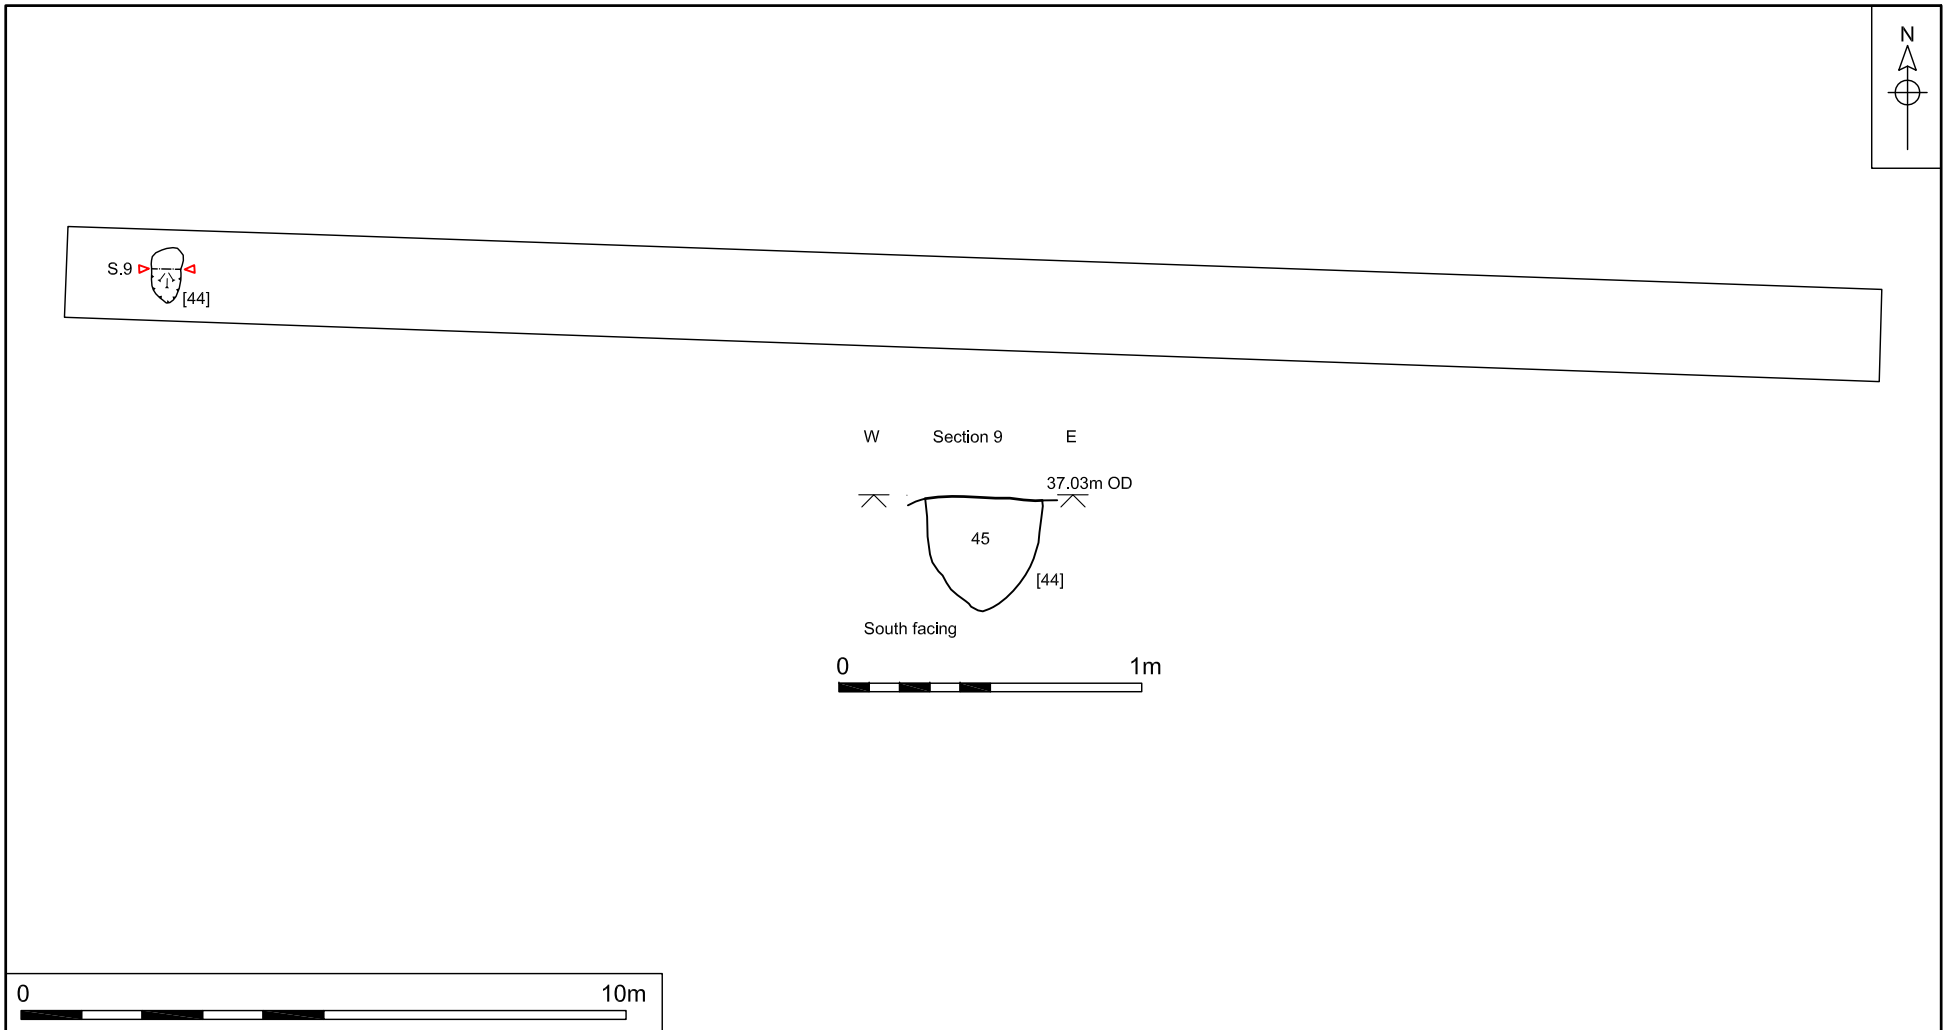 N
S.9
[44]
W Section 9 E
37.03m OD
45
[44]
South facing
0 1m
0 10m